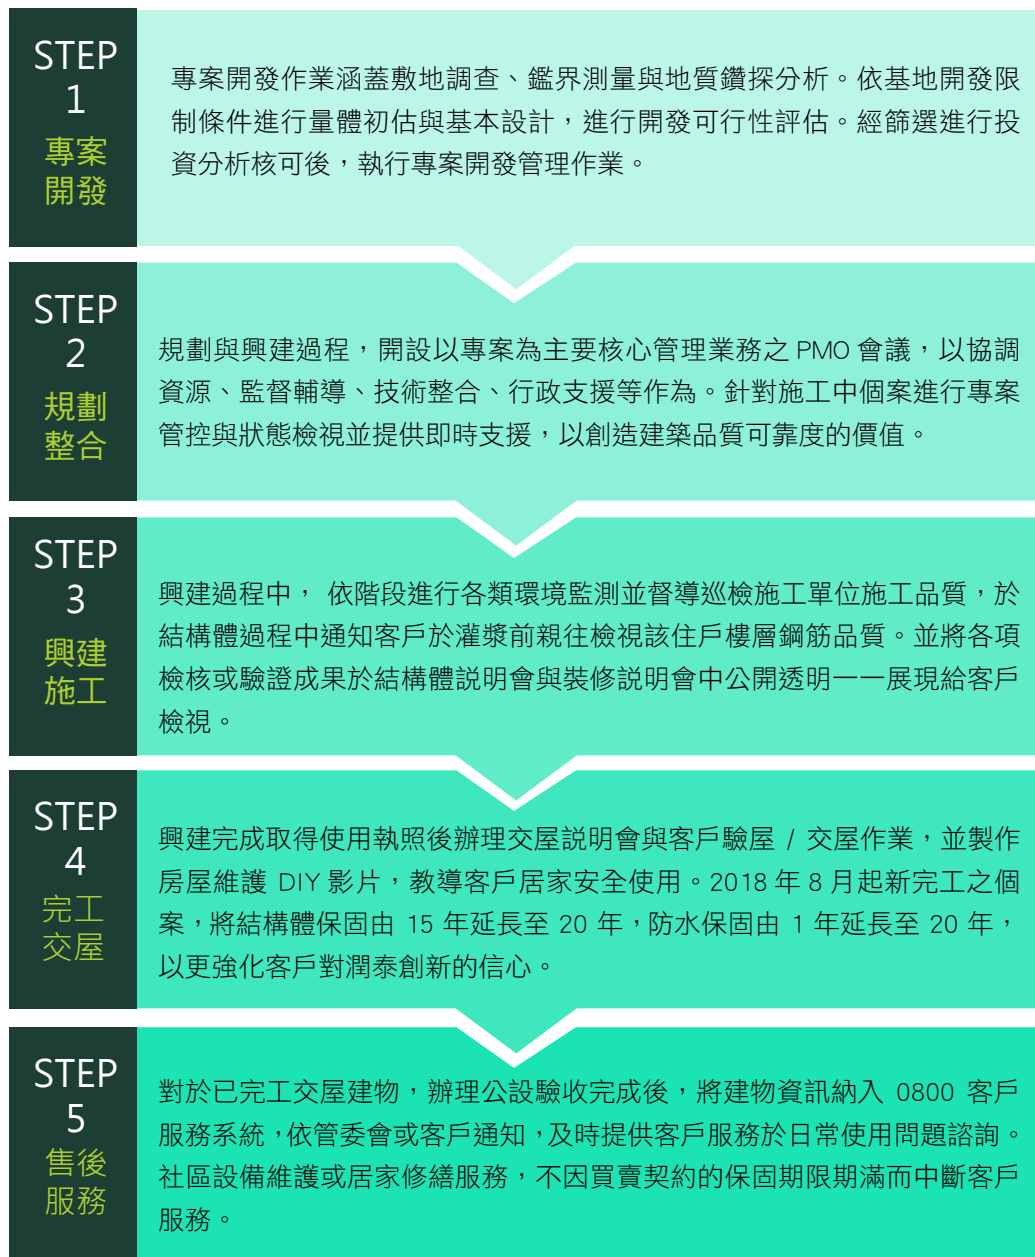 STEP
1
專案
開發
專案開發作業涵蓋敷地調查、鑑界測量與地質鑽探分析。依基地開發限
制條件進行量體初估與基本設計，進行開發可行性評估。經篩選進行投
資分析核可後，執行專案開發管理作業。
STEP
2
規劃
整合
規劃與興建過程，開設以專案為主要核心管理業務之 PMO 會議，以協調
資源、監督輔導、技術整合、行政支援等作為。針對施工中個案進行專案
管控與狀態檢視並提供即時支援，以創造建築品質可靠度的價值。
STEP
3
興建
施工
興建過程中， 依階段進行各類環境監測並督導巡檢施工單位施工品質，於
結構體過程中通知客戶於灌漿前親往檢視該住戶樓層鋼筋品質。並將各項
檢核或驗證成果於結構體説明會與裝修説明會中公開透明一一展現給客戶
檢視。
STEP
4
完工
交屋
興建完成取得使用執照後辦理交屋説明會與客戶驗屋 / 交屋作業，並製作
房屋維護 DIY 影片，教導客戶居家安全使用。2018 年 8 月起新完工之個
案，將結構體保固由 15 年延長至 20 年，防水保固由 1 年延長至 20 年，
以更強化客戶對潤泰創新的信心。
STEP
5
售後
服務
對於已完工交屋建物，辦理公設驗收完成後，將建物資訊納入 0800 客戶
服務系統，依管委會或客戶通知，及時提供客戶服務於日常使用問題諮詢。
社區設備維護或居家修繕服務，不因買賣契約的保固期限期滿而中斷客戶
服務。